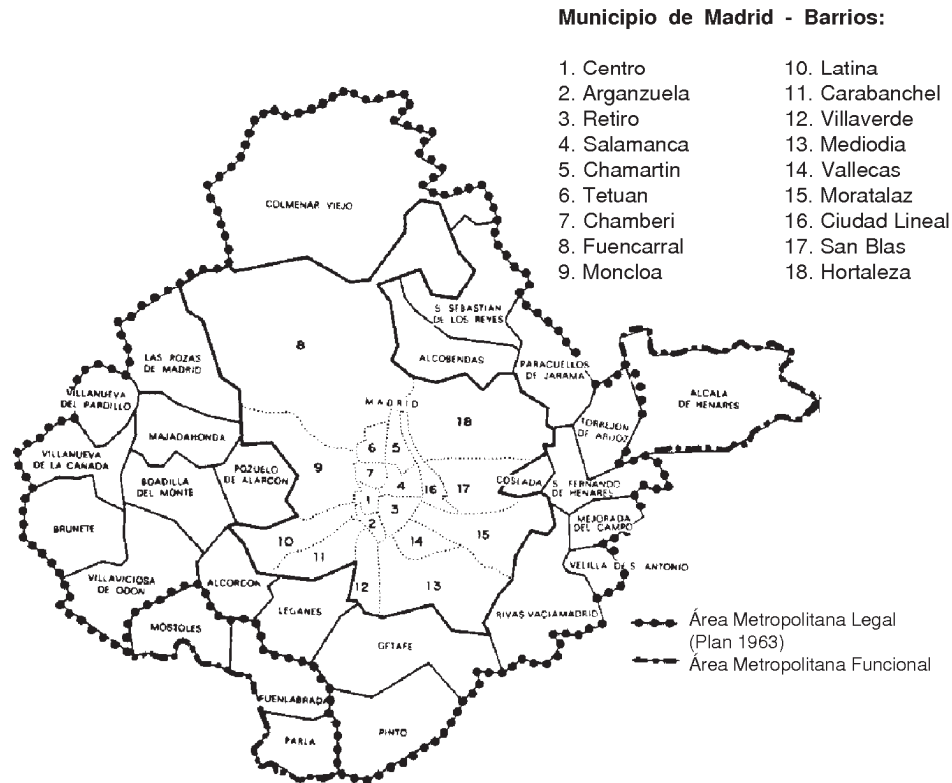 Municipio de Madrid - Barrios:
1. Centro
2. Arganzuela
3. Retiro
4. Salamanca
5. Chamartin
6. Tetuan
7. Chamberi
8. Fuencarral
9. Moncloa
10. Latina
11. Carabanchel
12. Villaverde
13. Mediodia
14. Vallecas
15. Moratalaz
16. Ciudad Lineal
17. San Blas
18. Hortaleza
COLMENAR VIEJO
S. SEBASTIAN
DE LOS REYES
8
LAS ROZAS
DE MADRID
ALCOBENDAS
PARACUELLOS
DE JARAMA
ALCALA
DE HENARES
VILLANUEVA
DEL PARDILLO
MADRID
18
TORREJON
DE ARDOZ
MAJADAHONDA
6
5
VILLANUEVA
DE LA CAÑADA
POZUELO
DE ALARCON
9
7
4
16
17
COSLADA
S. FERNANDO
DE HENARES
BOADILLA
DEL MONTE
1
3
BRUNETE
2
MEJORADA
DEL CAMPO
10
11
14
15
VELILLA DE S. ANTONIO
VILLAVICIOSA
DE ODON
ALCORCON
12
13
LEGANES
RIVAS VACIAMADRID
MOSTOLES
GETAFE
FUENLABRADA
PINTO
PARLA
Área Metropolitana Legal
(Plan 1963)
Área Metropolitana Funcional